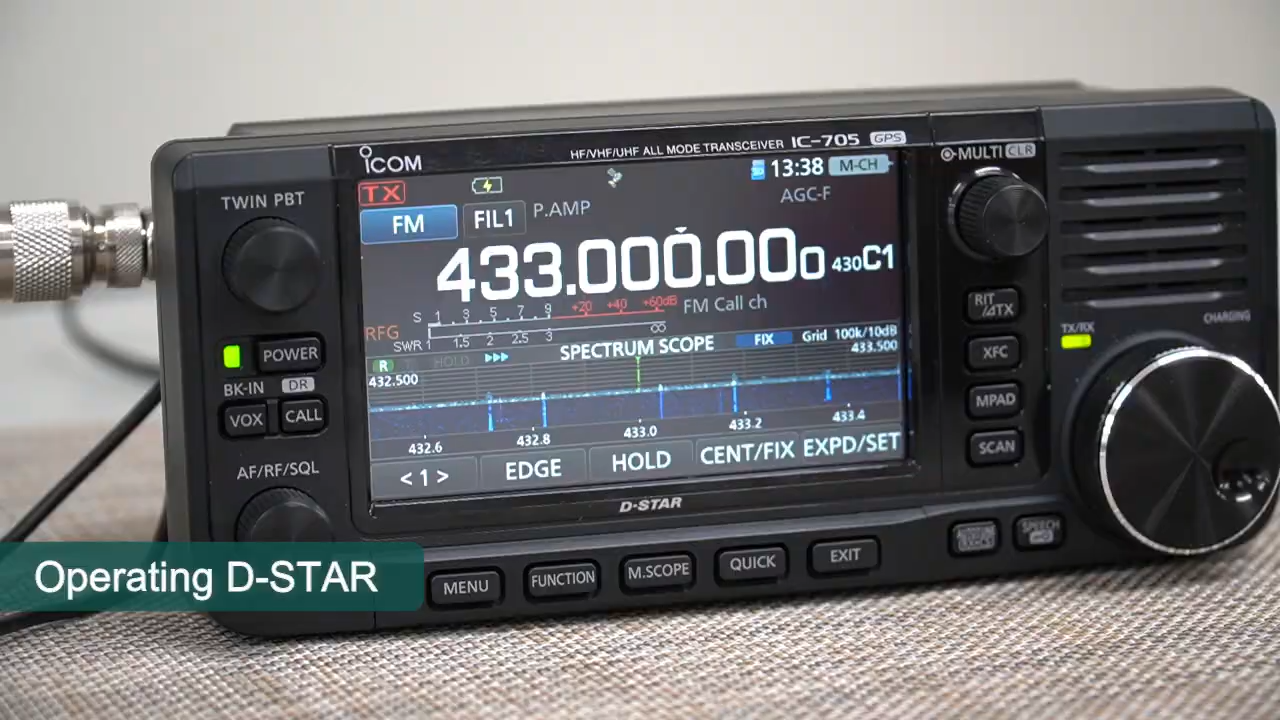 ICOM
HF/VHF/UHF ALL MODE TRANSCEIVER IC-705 GPS
TWIN PBT
TX
13:38 M-CH
FM FIL1 P.AMP AGC-F
433.000.000 430C1
FM Call ch
S 1 3 5 7 9 +20 +40 +60dB
RFG
SWR 1 1.5 2 2.5 3 ∞
R HOLD SPECTRUM SCOPE FIX Grid 100k/10dB
432.500 433.500
432.6 432.8 433.0 433.2 433.4
< 1 > EDGE HOLD CENT/FIX EXPD/SET
D-STAR
POWER
BK-IN DR
VOX CALL
AF/RF/SQL
MULTI CLR
RIT/⊿TX
XFC
MPAD
SCAN
TX/RX
CHARGING
MENU FUNCTION M.SCOPE QUICK EXIT
SPEECH
Operating D-STAR